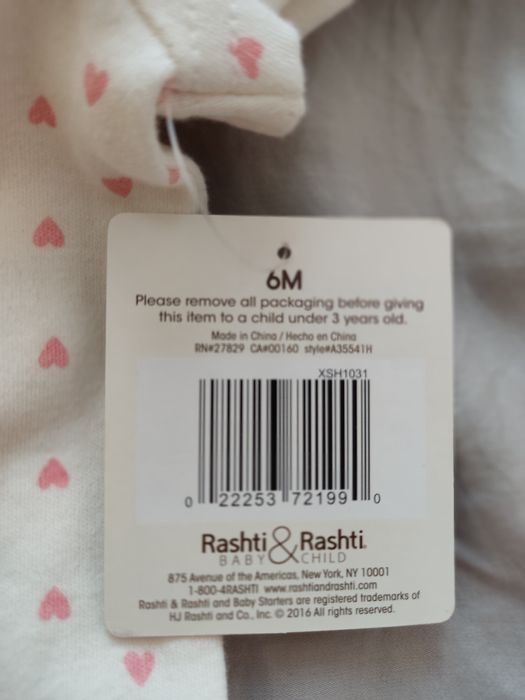 6M
Please remove all packaging before giving
this item to a child under 3 years old.
Made in China / Hecho en China
RN#27829 CA#00160 style#A35541H
XSH1031
0 22253 72199 0
Rashti & Rashti.
BABY & CHILD
875 Avenue of the Americas, New York, NY 10001
1-800-4RASHTI www.rashtiandrashti.com
Rashti & Rashti and Baby Starters are registered trademarks of
HJ Rashti and Co., Inc. © 2016 All rights reserved.